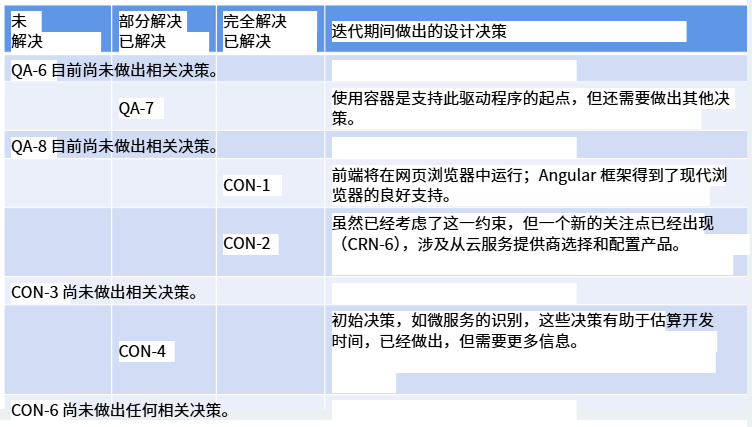 未
解决
部分解决
已解决
完全解决
已解决
迭代期间做出的设计决策
QA-6 目前尚未做出相关决策。
QA-7
使用容器是支持此驱动程序的起点，但还需要做出其他决
策。
QA-8 目前尚未做出相关决策。
CON-1
前端将在网页浏览器中运行；Angular 框架得到了现代浏
览器的良好支持。
CON-2
虽然已经考虑了这一约束，但一个新的关注点已经出现
（CRN-6），涉及从云服务提供商选择和配置产品。
CON-3 尚未做出相关决策。
CON-4
初始决策，如微服务的识别，这些决策有助于估算开发
时间，已经做出，但需要更多信息。
CON-6 尚未做出任何相关决策。